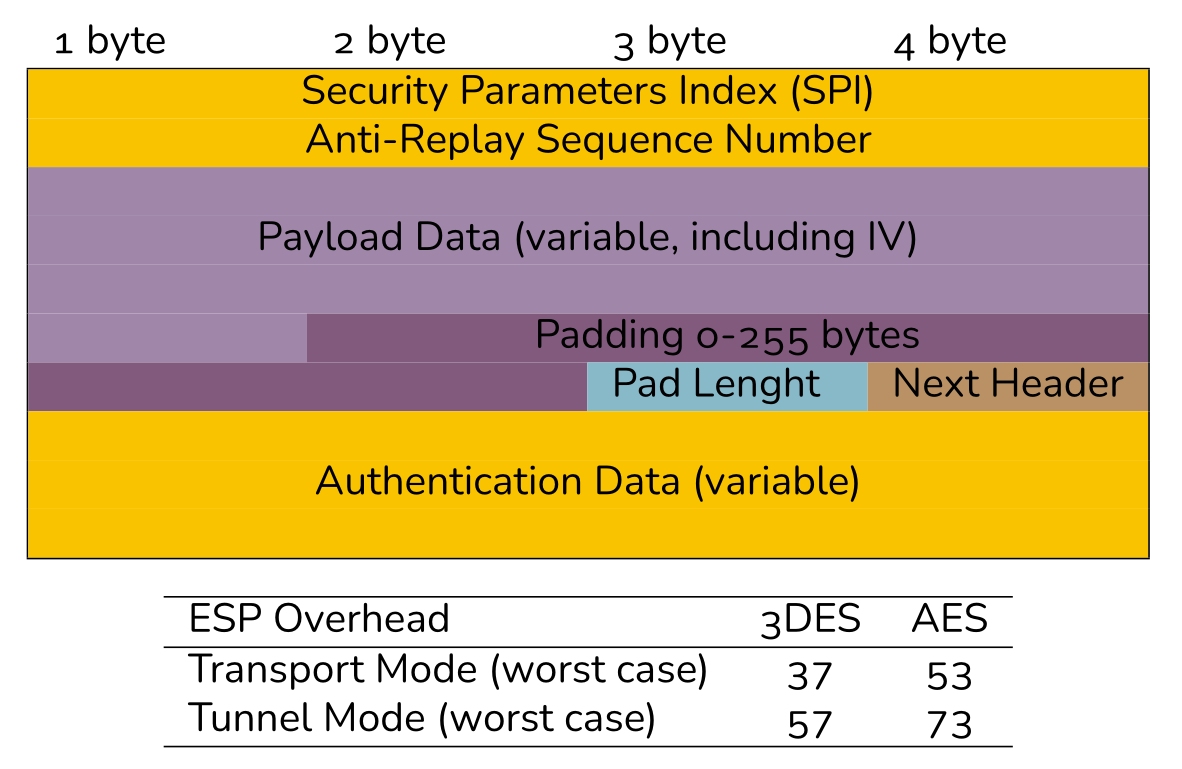 1 byte 2 byte 3 byte 4 byte
Security Parameters Index (SPI)
Anti-Replay Sequence Number
Payload Data (variable, including IV)
Padding 0-255 bytes
Pad Lenght Next Header
Authentication Data (variable)
ESP Overhead 3DES AES
Transport Mode (worst case) 37 53
Tunnel Mode (worst case) 57 73